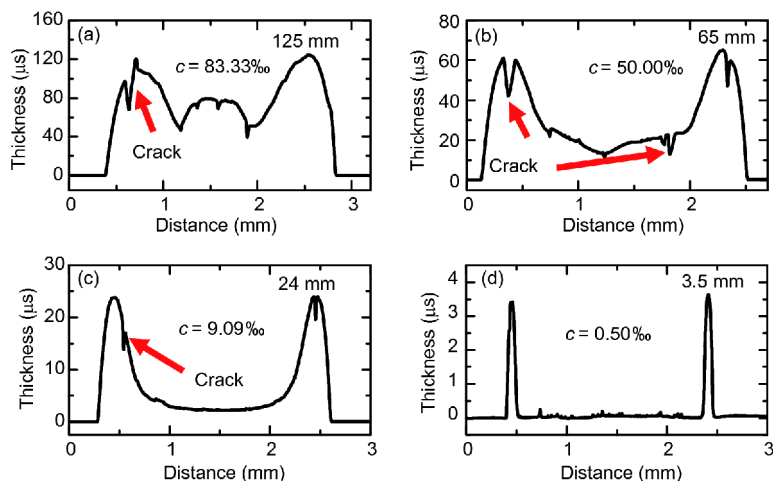 (a)
125 mm
c = 83.33‰
Crack
Thickness (μs)
160
120
80
40
0
0
1
2
3
Distance (mm)
(b)
65 mm
c = 50.00‰
Crack
Thickness (μs)
80
60
40
20
0
0
1
2
3
Distance (mm)
(c)
24 mm
c = 9.09‰
Crack
Thickness (μs)
30
20
10
0
0
1
2
3
Distance (mm)
(d)
3.5 mm
c = 0.50‰
Thickness (μs)
4
3
2
1
0
0
1
2
3
Distance (mm)